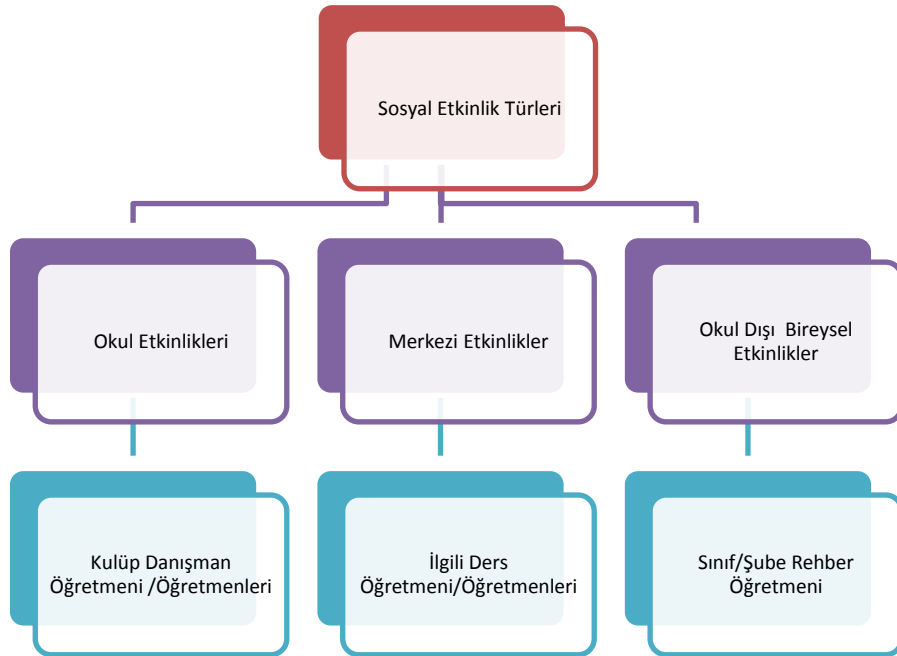 Sosyal Etkinlik Türleri
Okul Etkinlikleri
Merkezi Etkinlikler
Okul Dışı Bireysel
Etkinlikler
Kulüp Danışman
Öğretmeni /Öğretmenleri
İlgili Ders
Öğretmeni/Öğretmenleri
Sınıf/Şube Rehber
Öğretmeni